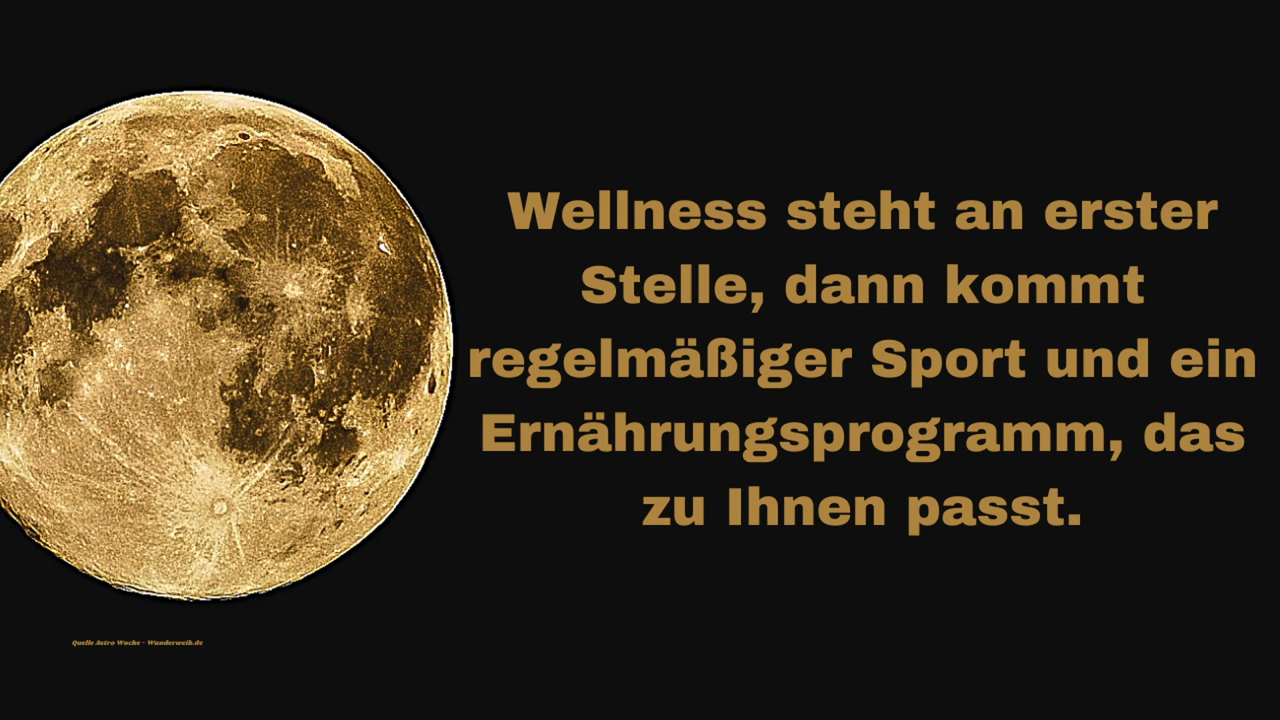 Wellness steht an erster
Stelle, dann kommt
regelmäßiger Sport und ein
Ernährungsprogramm, das
zu Ihnen passt.
Quelle Astro Woche - Wunderweib.de